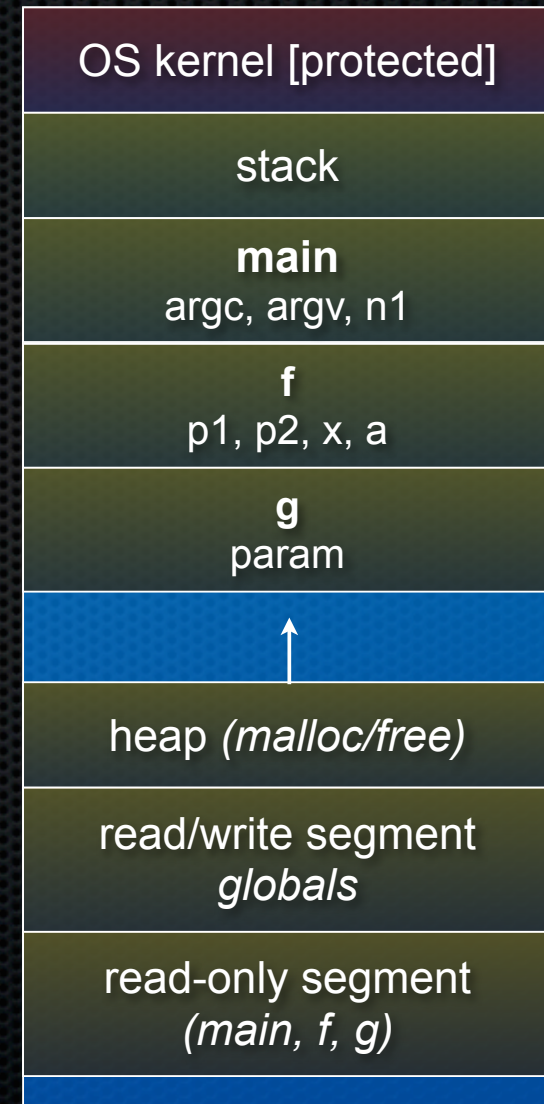 OS kernel [protected]
stack
main
argc, argv, n1
f
p1, p2, x, a
g
param
heap (malloc/free)
read/write segment
globals
read-only segment
(main, f, g)